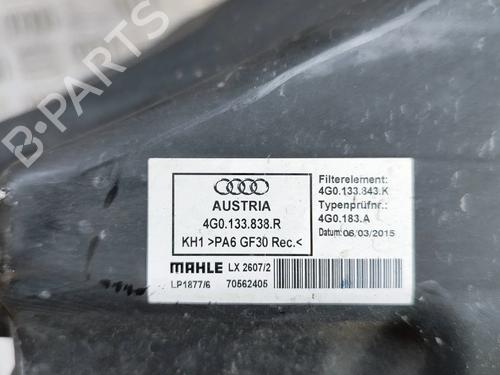 AUSTRIA
4G0.133.838.R
KH1 >PA6 GF30 Rec.<
MAHLE LX 2607/2
LP1877/6 70562405
Filterelement:
4G0.133.843.K
Typenprüfnr.:
4G0.183.A
Datum: 06/03/2015
B-PARTS